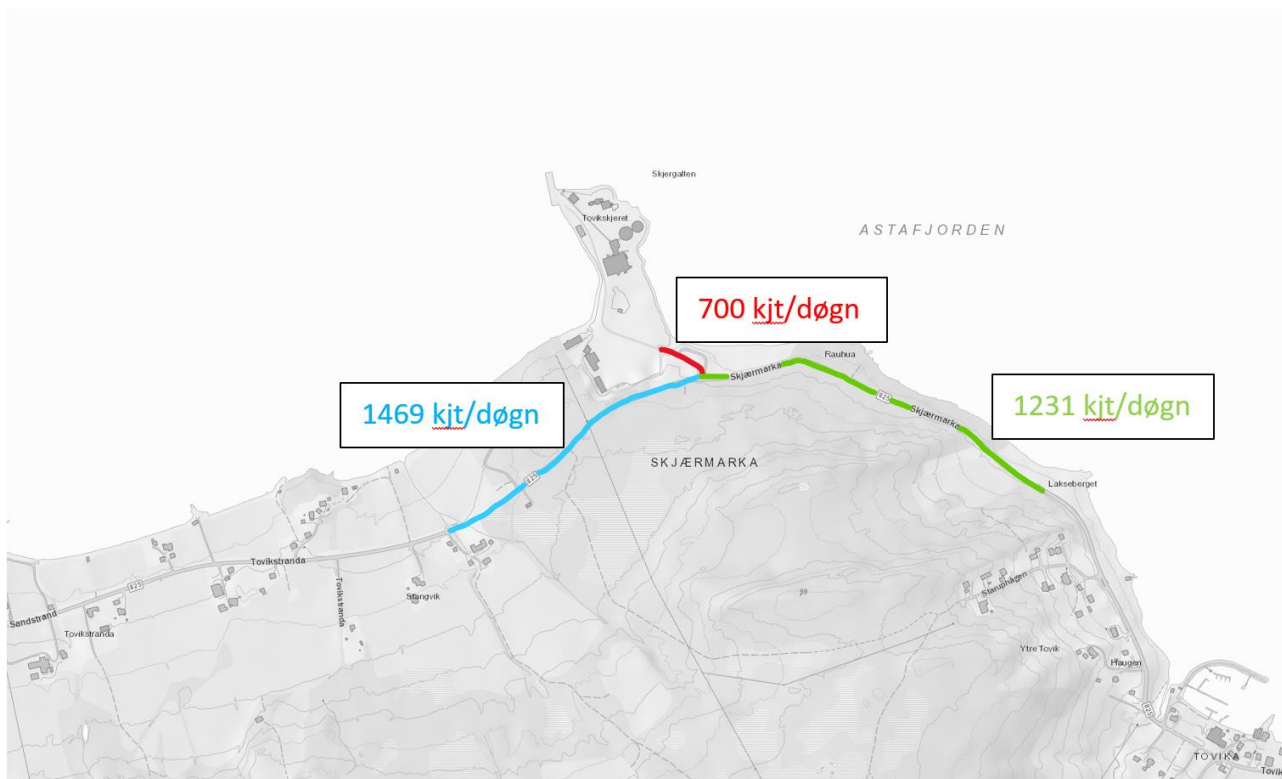 Skjergalten
Tovikskjeret
ASTAFJORDEN
700 kjt/døgn
Rauhua
Skjærmarka
1469 kjt/døgn
825
Skjærmarka
1231 kjt/døgn
SKJÆRMARKA
825
Lakseberget
Tovikstranda
825
Stangvik
Tovikstranda
Sandstrand
Tovikstranda
Ytre Tovik
Haugen
825
TOVIKA